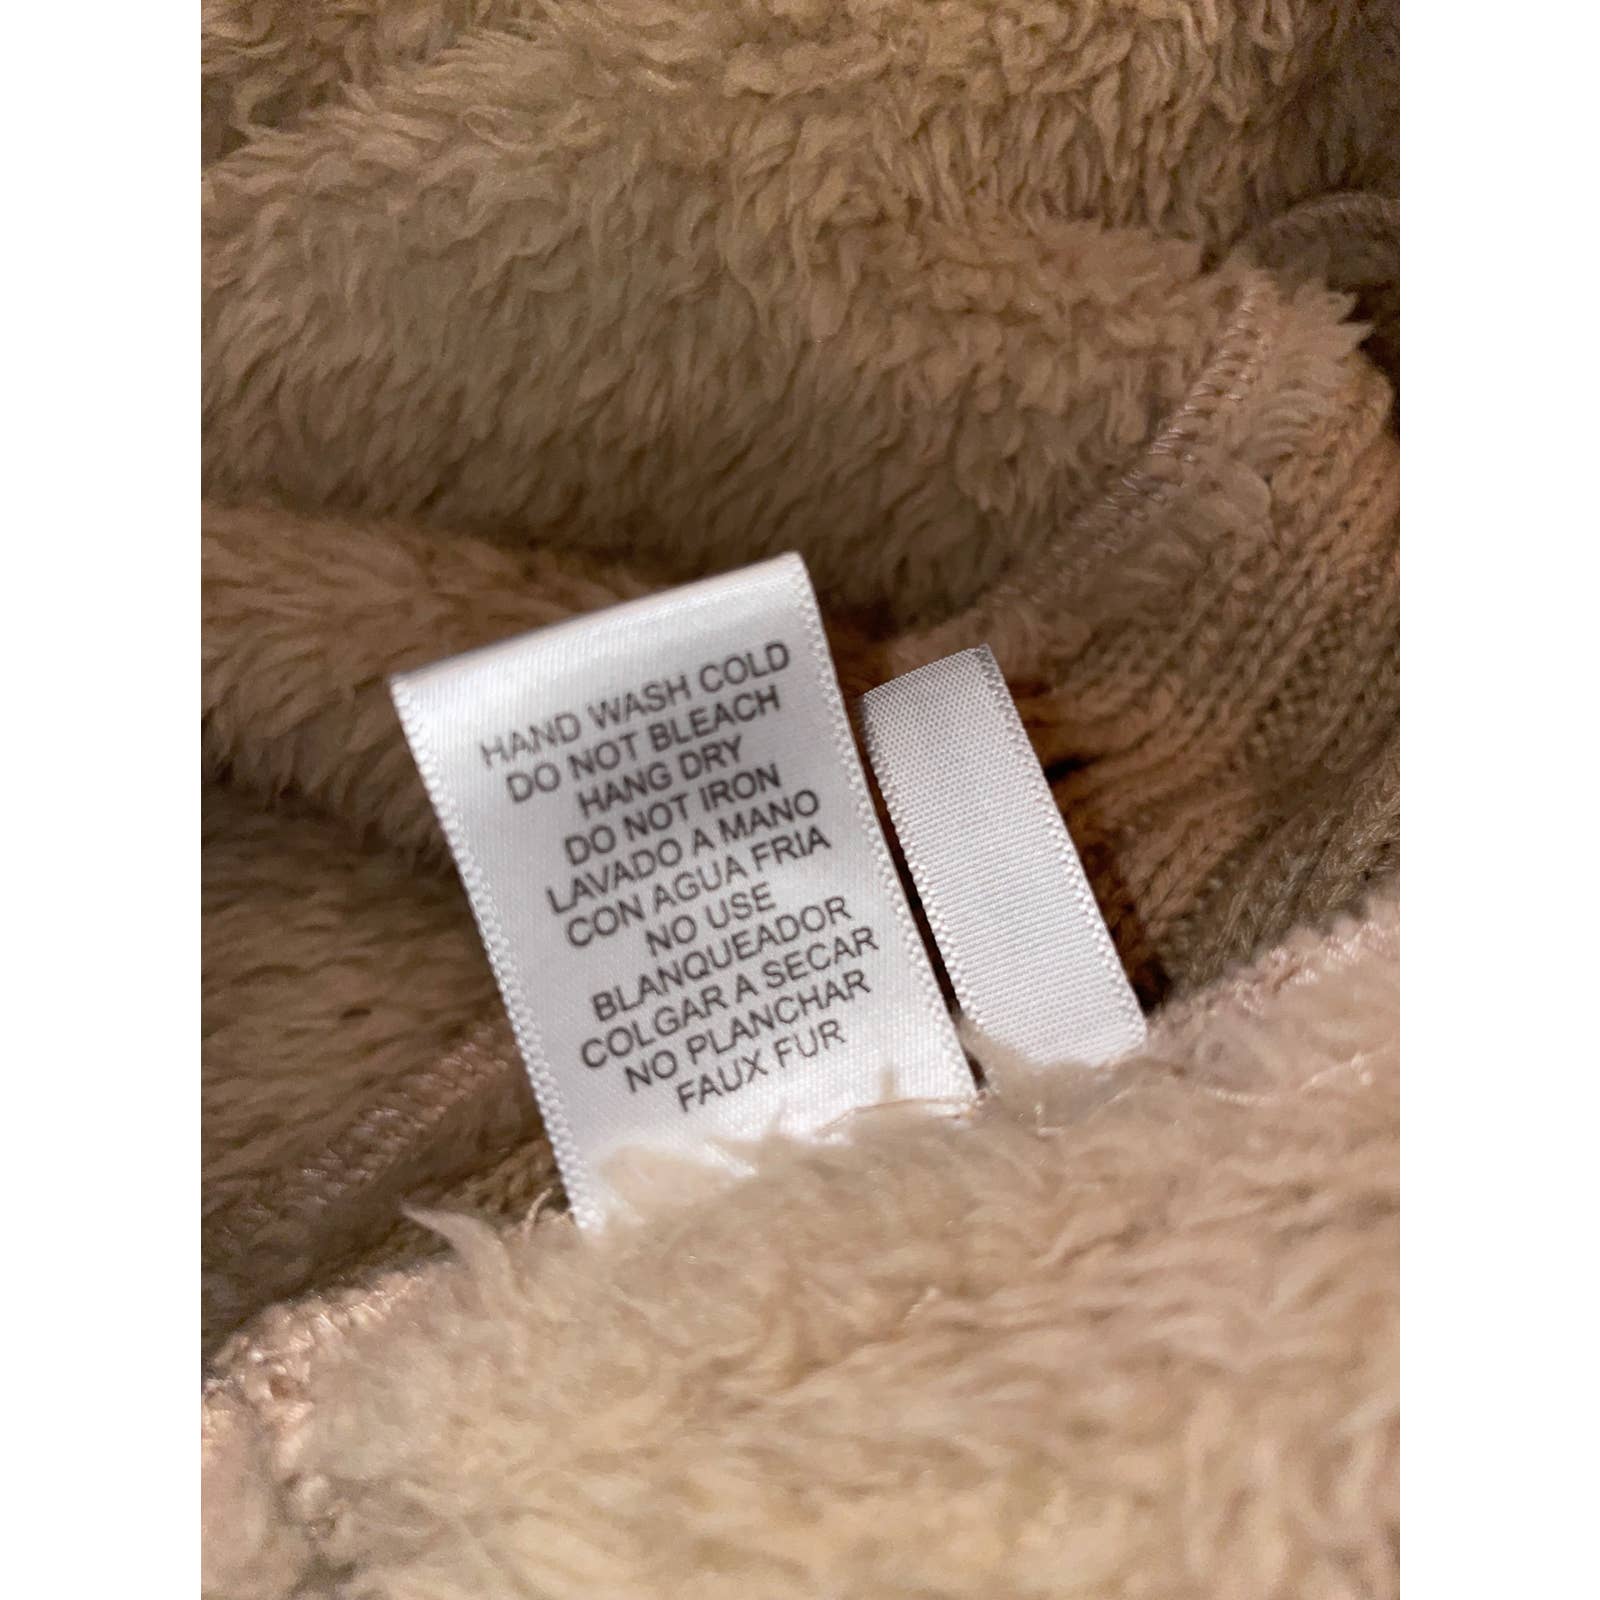 HAND WASH COLD
DO NOT BLEACH
HANG DRY
DO NOT IRON
LAVADO A MANO
CON AGUA FRIA
NO USE
BLANQUEADOR
COLGAR A SECAR
NO PLANCHAR
FAUX FUR